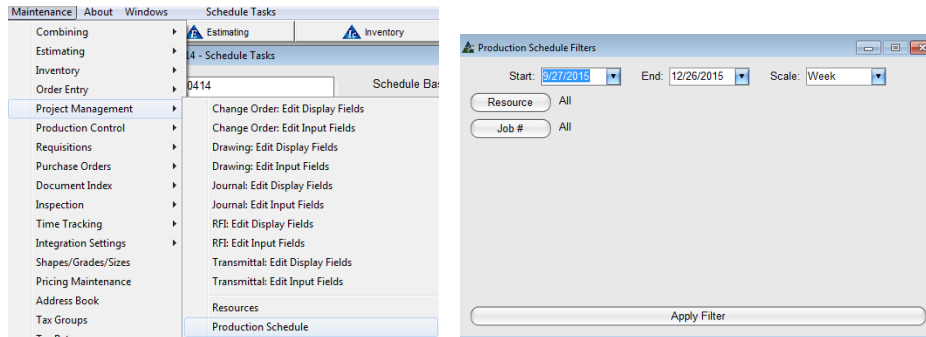 Maintenance About Windows Schedule Tasks
Combining
Estimating
Inventory
Order Entry
Project Management
Production Control
Requisitions
Purchase Orders
Document Index
Inspection
Time Tracking
Integration Settings
Shapes/Grades/Sizes
Pricing Maintenance
Address Book
Tax Groups
Estimating Inventory
14 - Schedule Tasks
0414 Schedule Ba
Change Order: Edit Display Fields
Change Order: Edit Input Fields
Drawing: Edit Display Fields
Drawing: Edit Input Fields
Journal: Edit Display Fields
Journal: Edit Input Fields
RFI: Edit Display Fields
RFI: Edit Input Fields
Transmittal: Edit Display Fields
Transmittal: Edit Input Fields
Resources
Production Schedule
Production Schedule Filters
Start: 9/27/2015 End: 12/26/2015 Scale: Week
Resource All
Job # All
Apply Filter